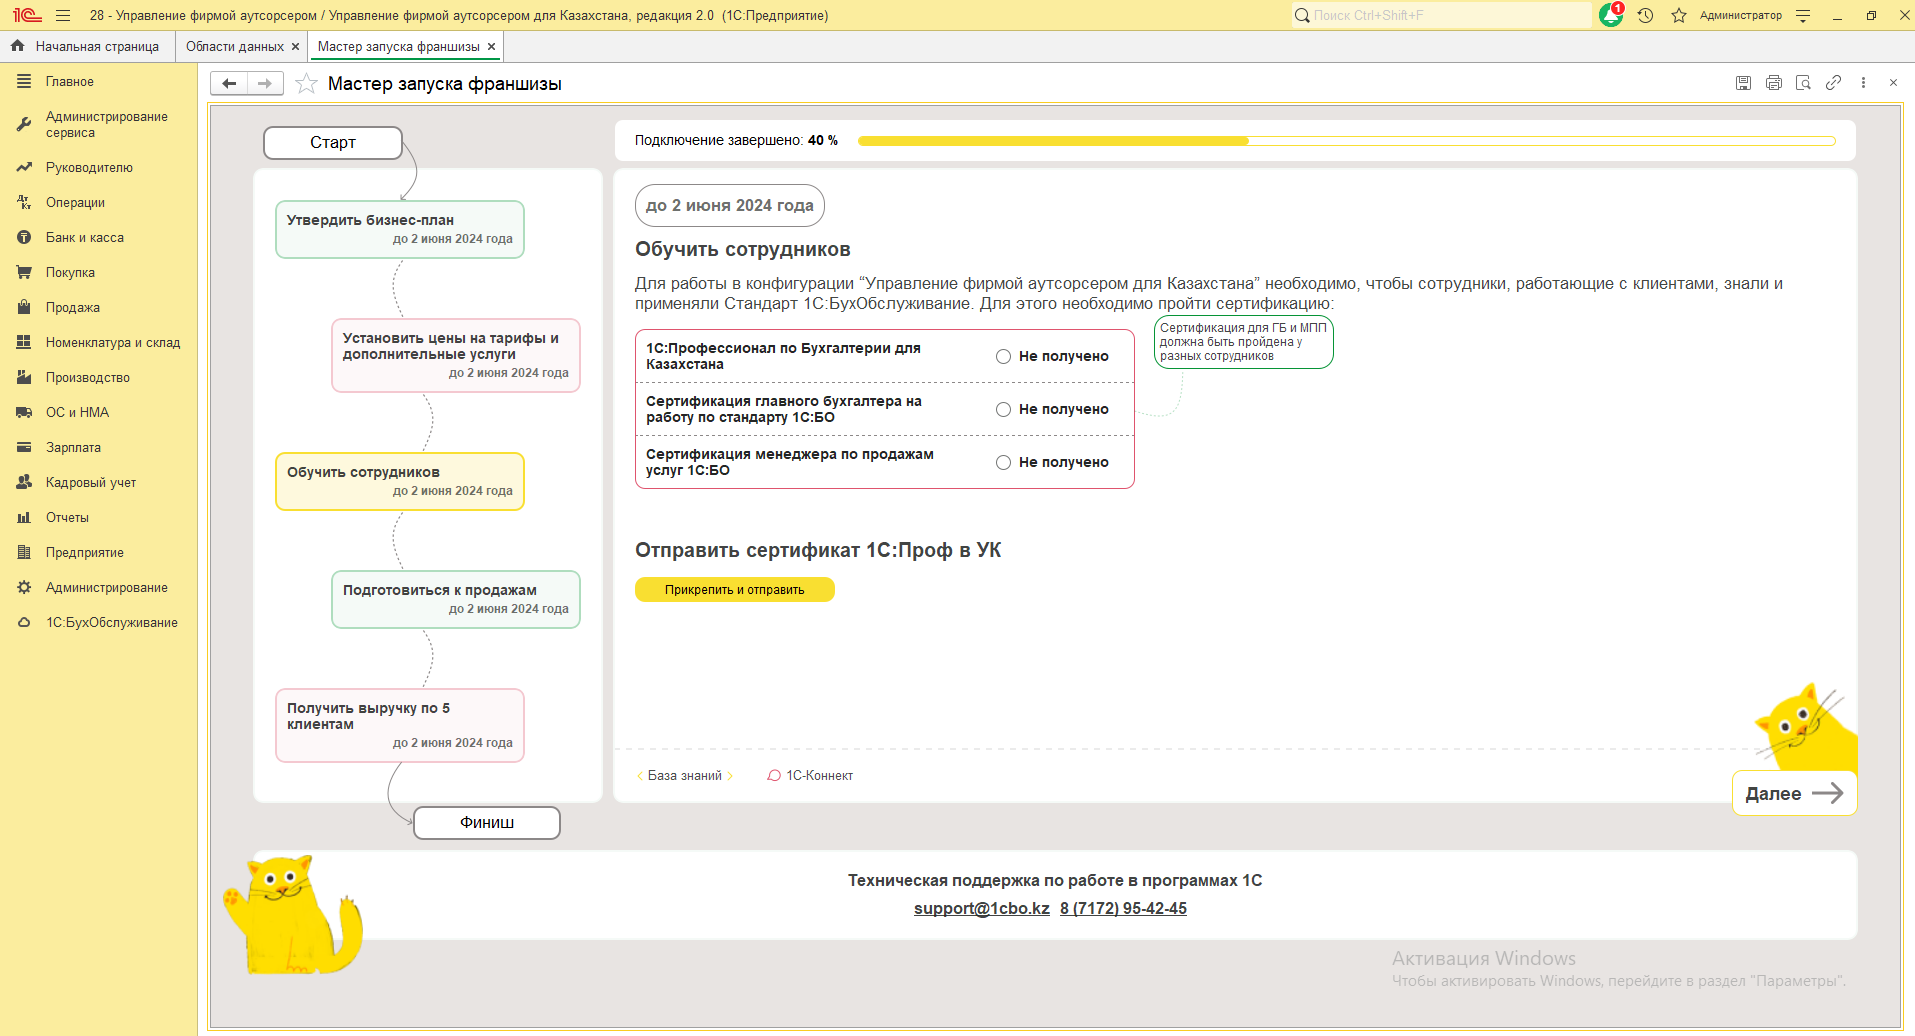 28 - Управление фирмой аутсорсером / Управление фирмой аутсорсером для Казахстана, редакция 2.0 (1С:Предприятие)
Поиск Ctrl+Shift+F
1
Администратор
Начальная страница
Области данных
Мастер запуска франшизы
Главное
Администрирование
сервиса
Руководителю
Операции
Банк и касса
Покупка
Продажа
Номенклатура и склад
Производство
ОС и НМА
Зарплата
Кадровый учет
Отчеты
Предприятие
Администрирование
1С:БухОбслуживание
Мастер запуска франшизы
Старт
Утвердить бизнес-план
до 2 июня 2024 года
Установить цены на тарифы и
дополнительные услуги
до 2 июня 2024 года
Обучить сотрудников
до 2 июня 2024 года
Подготовиться к продажам
до 2 июня 2024 года
Получить выручку по 5
клиентам
до 2 июня 2024 года
Финиш
Подключение завершено: 40 %
до 2 июня 2024 года
Обучить сотрудников
Для работы в конфигурации “Управление фирмой аутсорсером для Казахстана” необходимо, чтобы сотрудники, работающие с клиентами, знали и
применяли Стандарт 1С:БухОбслуживание. Для этого необходимо пройти сертификацию:
1С:Профессионал по Бухгалтерии для
Казахстана
Не получено
Сертификация главного бухгалтера на
работу по стандарту 1С:БО
Не получено
Сертификация менеджера по продажам
услуг 1С:БО
Не получено
Сертификация для ГБ и МПП
должна быть пройдена у
разных сотрудников
Отправить сертификат 1С:Проф в УК
Прикрепить и отправить
База знаний
1С-Коннект
Далее
Техническая поддержка по работе в программах 1С
support@1cbo.kz 8 (7172) 95-42-45
Активация Windows
Чтобы активировать Windows, перейдите в раздел "Параметры".